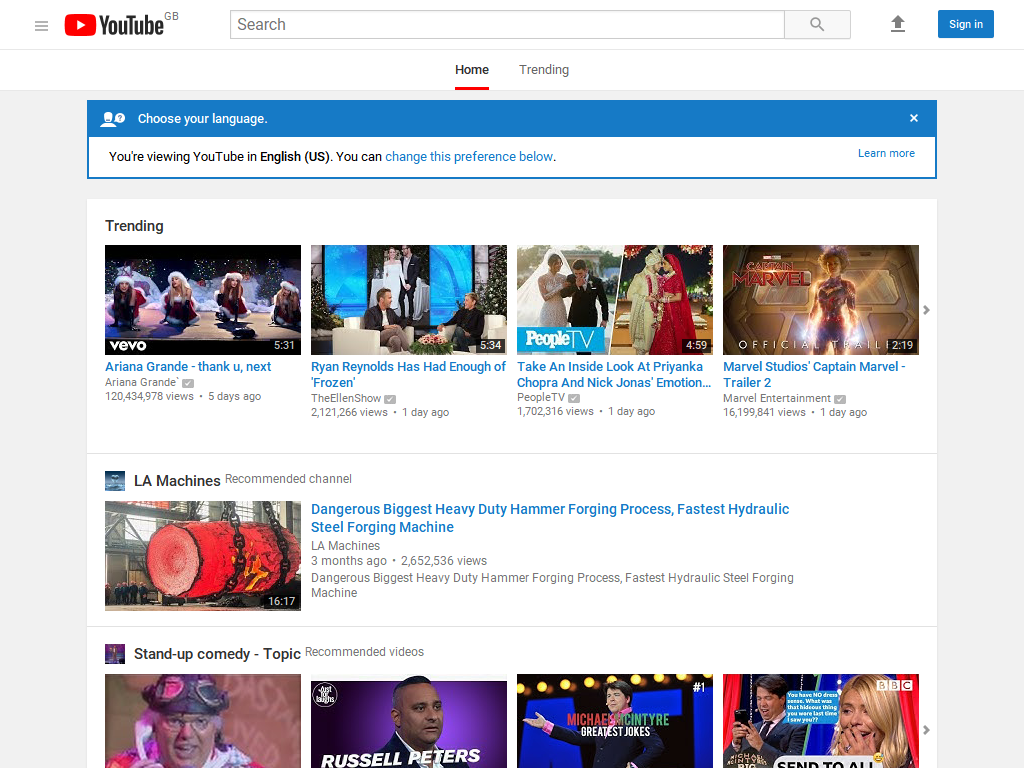 YouTube GB
Search
Sign in
Home
Trending
Choose your language.
×
You're viewing YouTube in English (US). You can change this preference below.
Learn more
Trending
vevo
5:31
Ariana Grande - thank u, next
Ariana Grande`
120,434,978 views • 5 days ago
5:34
Ryan Reynolds Has Had Enough of
'Frozen'
TheEllenShow
2,121,266 views • 1 day ago
PeopleTV
4:59
Take An Inside Look At Priyanka
Chopra And Nick Jonas' Emotion...
PeopleTV
1,702,316 views • 1 day ago
CAPTAIN
MARVEL
OFFICIAL TRAILE
2:19
Marvel Studios' Captain Marvel -
Trailer 2
Marvel Entertainment
16,199,841 views • 1 day ago
LA Machines Recommended channel
16:17
Dangerous Biggest Heavy Duty Hammer Forging Process, Fastest Hydraulic
Steel Forging Machine
LA Machines
3 months ago • 2,652,536 views
Dangerous Biggest Heavy Duty Hammer Forging Process, Fastest Hydraulic Steel Forging
Machine
Stand-up comedy - Topic Recommended videos
Just
for
laughs
RUSSELL PETERS
#1
MICHAEL MCINTYRE
GREATEST JOKES
BBC
You have NO dress
sense. What was
that hideous thing
you wore last time
I saw you??
MICHAEL
MCINTYRE'S
BIG
SEND TO ALL